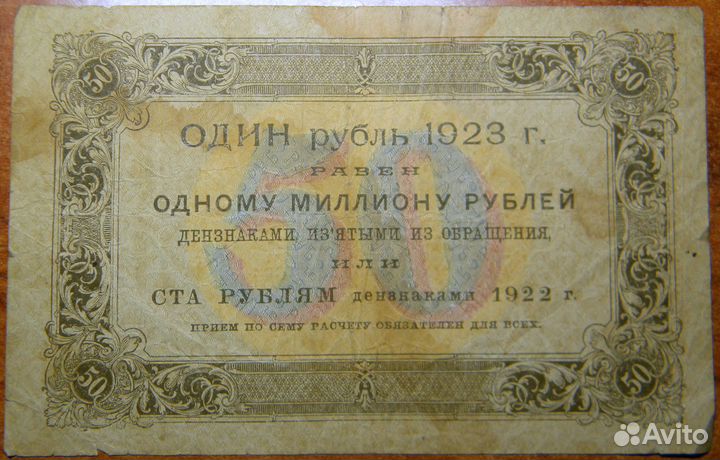 50 50
ОДИН рубль 1923 г.
РАВЕН
ОДНОМУ МИЛЛИОНУ РУБЛЕЙ
ДЕНЗНАКАМИ, ИЗ'ЯТЫМИ ИЗ ОБРАЩЕНИЯ,
ИЛИ
СТА РУБЛЯМ дензнаками 1922 г.
ПРИЕМ ПО СЕМУ РАСЧЕТУ ОБЯЗАТЕЛЕН ДЛЯ ВСЕХ.
50
50 50
Avito